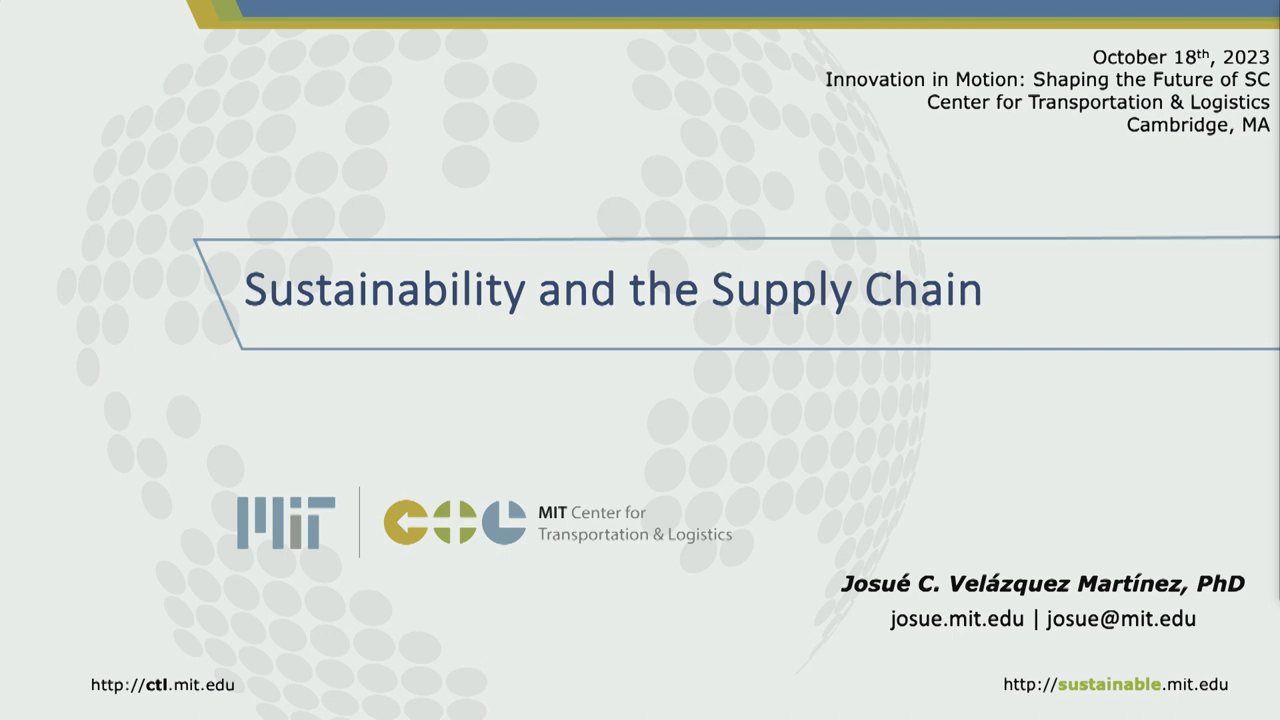 October 18th, 2023
Innovation in Motion: Shaping the Future of SC
Center for Transportation & Logistics
Cambridge, MA
Sustainability and the Supply Chain
MIT
CTL
MIT Center for
Transportation & Logistics
Josué C. Velázquez Martínez, PhD
josue.mit.edu | josue@mit.edu
http://ctl.mit.edu
http://sustainable.mit.edu